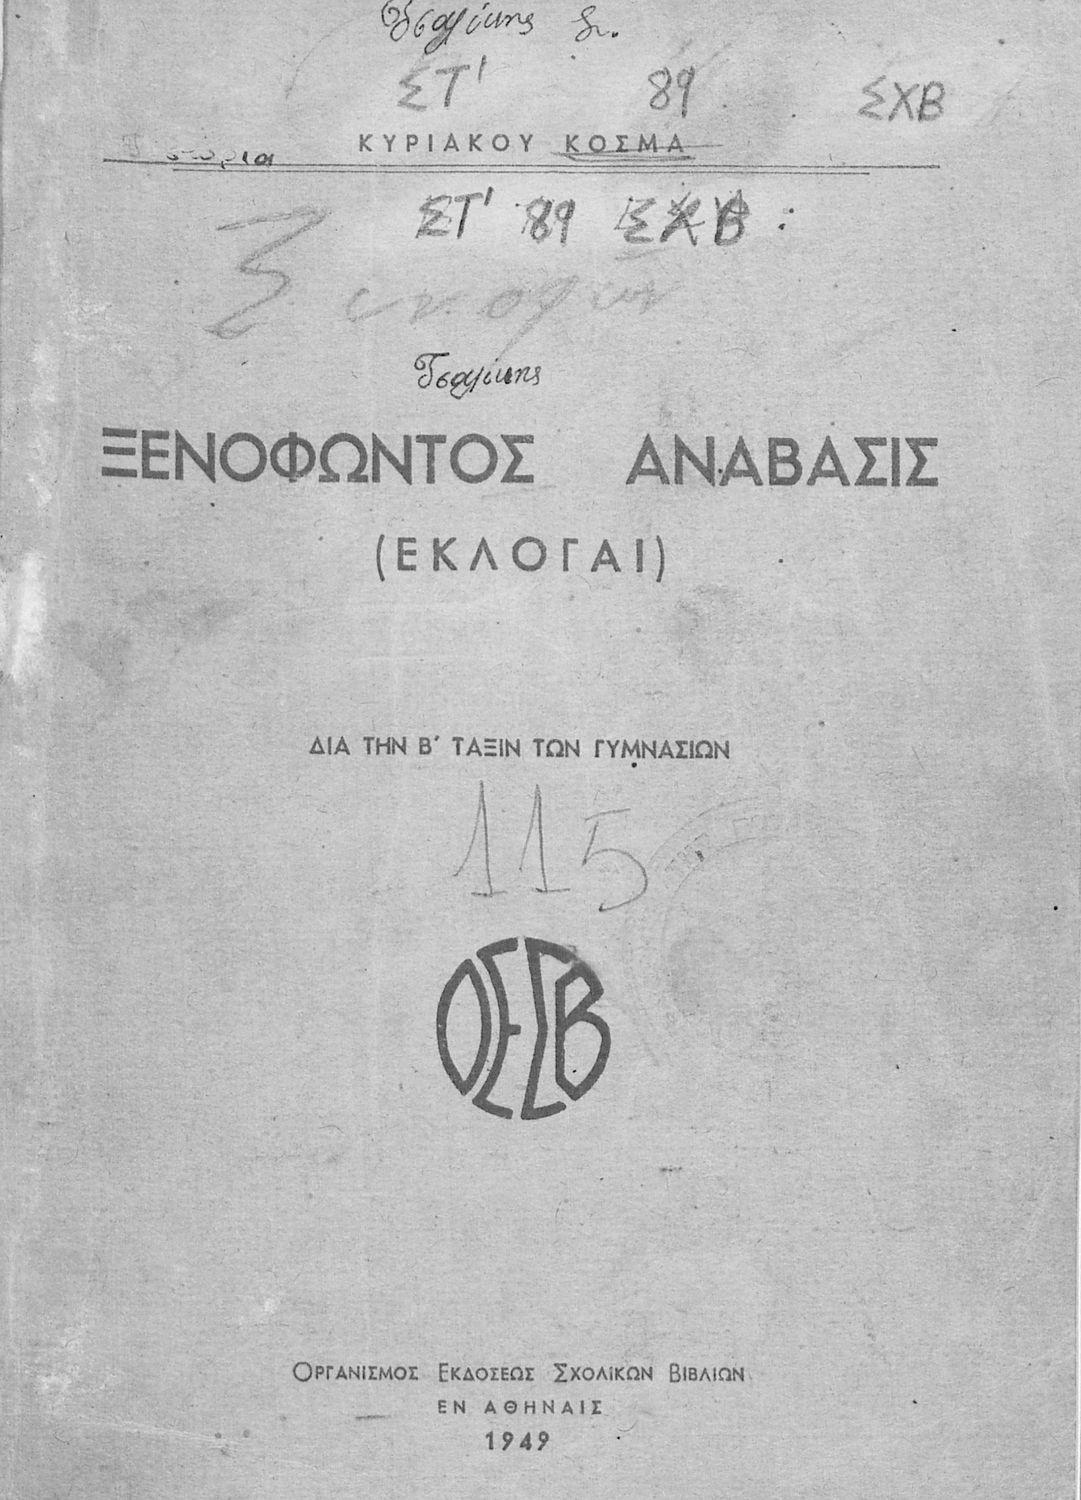 ΣΤ' 89 ΣΧΒ
ΚΥΡΙΑΚΟΥ ΚΟΣΜΑ
ΣΤ' 89 ΣΧΒ
ΞΕΝΟΦΩΝΤΟΣ ΑΝΑΒΑΣΙΣ
(ΕΚΛΟΓΑΙ)
ΔΙΑ ΤΗΝ Β΄ ΤΑΞΙΝ ΤΩΝ ΓΥΜΝΑΣΙΩΝ
115
ΟΕΣΒ
ΟΡΓΑΝΙΣΜΟΣ ΕΚΔΟΣΕΩΣ ΣΧΟΛΙΚΩΝ ΒΙΒΛΙΩΝ
ΕΝ ΑΘΗΝΑΙΣ
1949